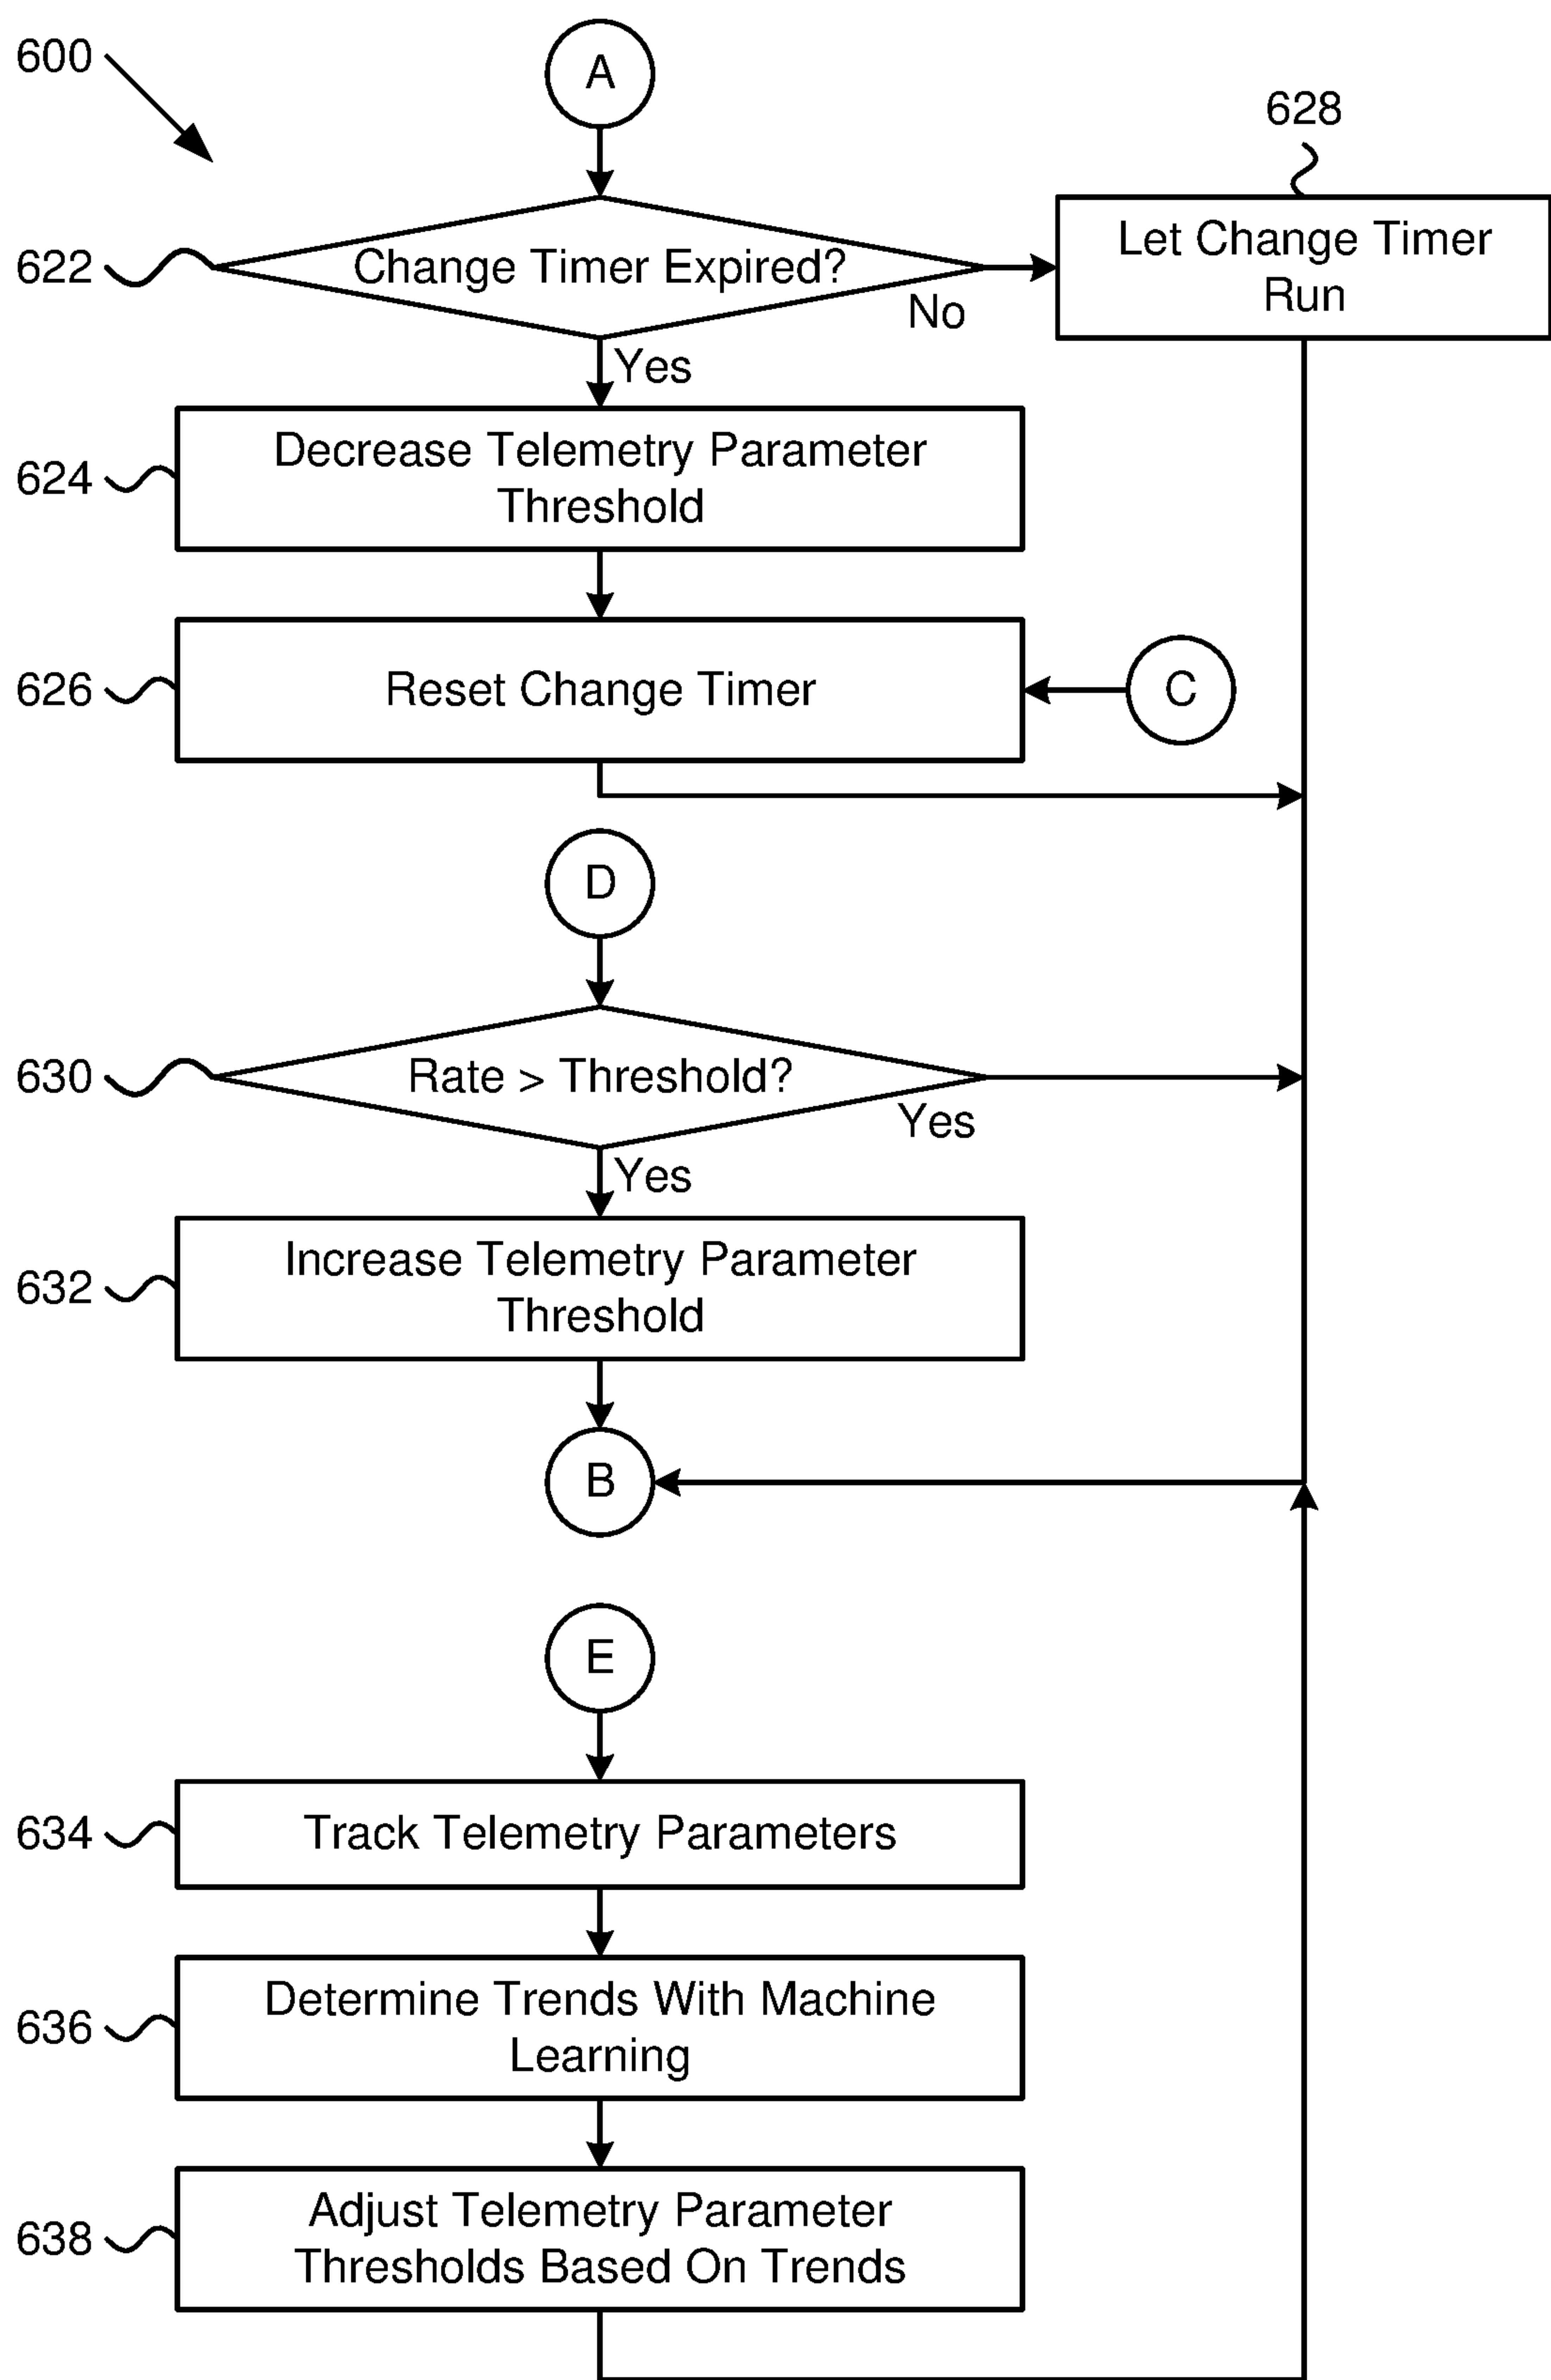 600
A
628
622
Change Timer Expired?
No
Let Change Timer
Run
Yes
624
Decrease Telemetry Parameter
Threshold
626
Reset Change Timer
C
D
630
Rate > Threshold?
Yes
Yes
632
Increase Telemetry Parameter
Threshold
B
E
634
Track Telemetry Parameters
636
Determine Trends With Machine
Learning
638
Adjust Telemetry Parameter
Thresholds Based On Trends